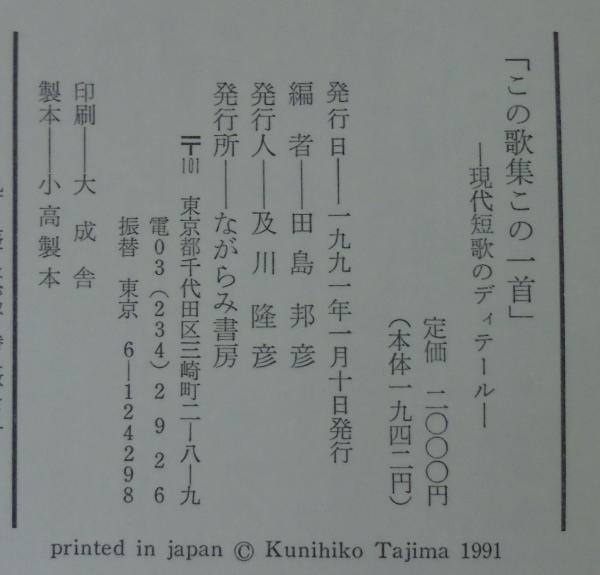 「この歌集この一首」
―現代短歌のディテール―
定価 二〇〇〇円
(本体一九四二円)
発行日――一九九一年一月十日発行
編者――田島邦彦
発行人――及川隆彦
発行所――ながらみ書房
〒101 東京都千代田区三崎町二―八―九
電03(234)2926
振替 東京 6―124298
印刷――大成舎
製本――小高製本
printed in japan © Kunihiko Tajima 1991